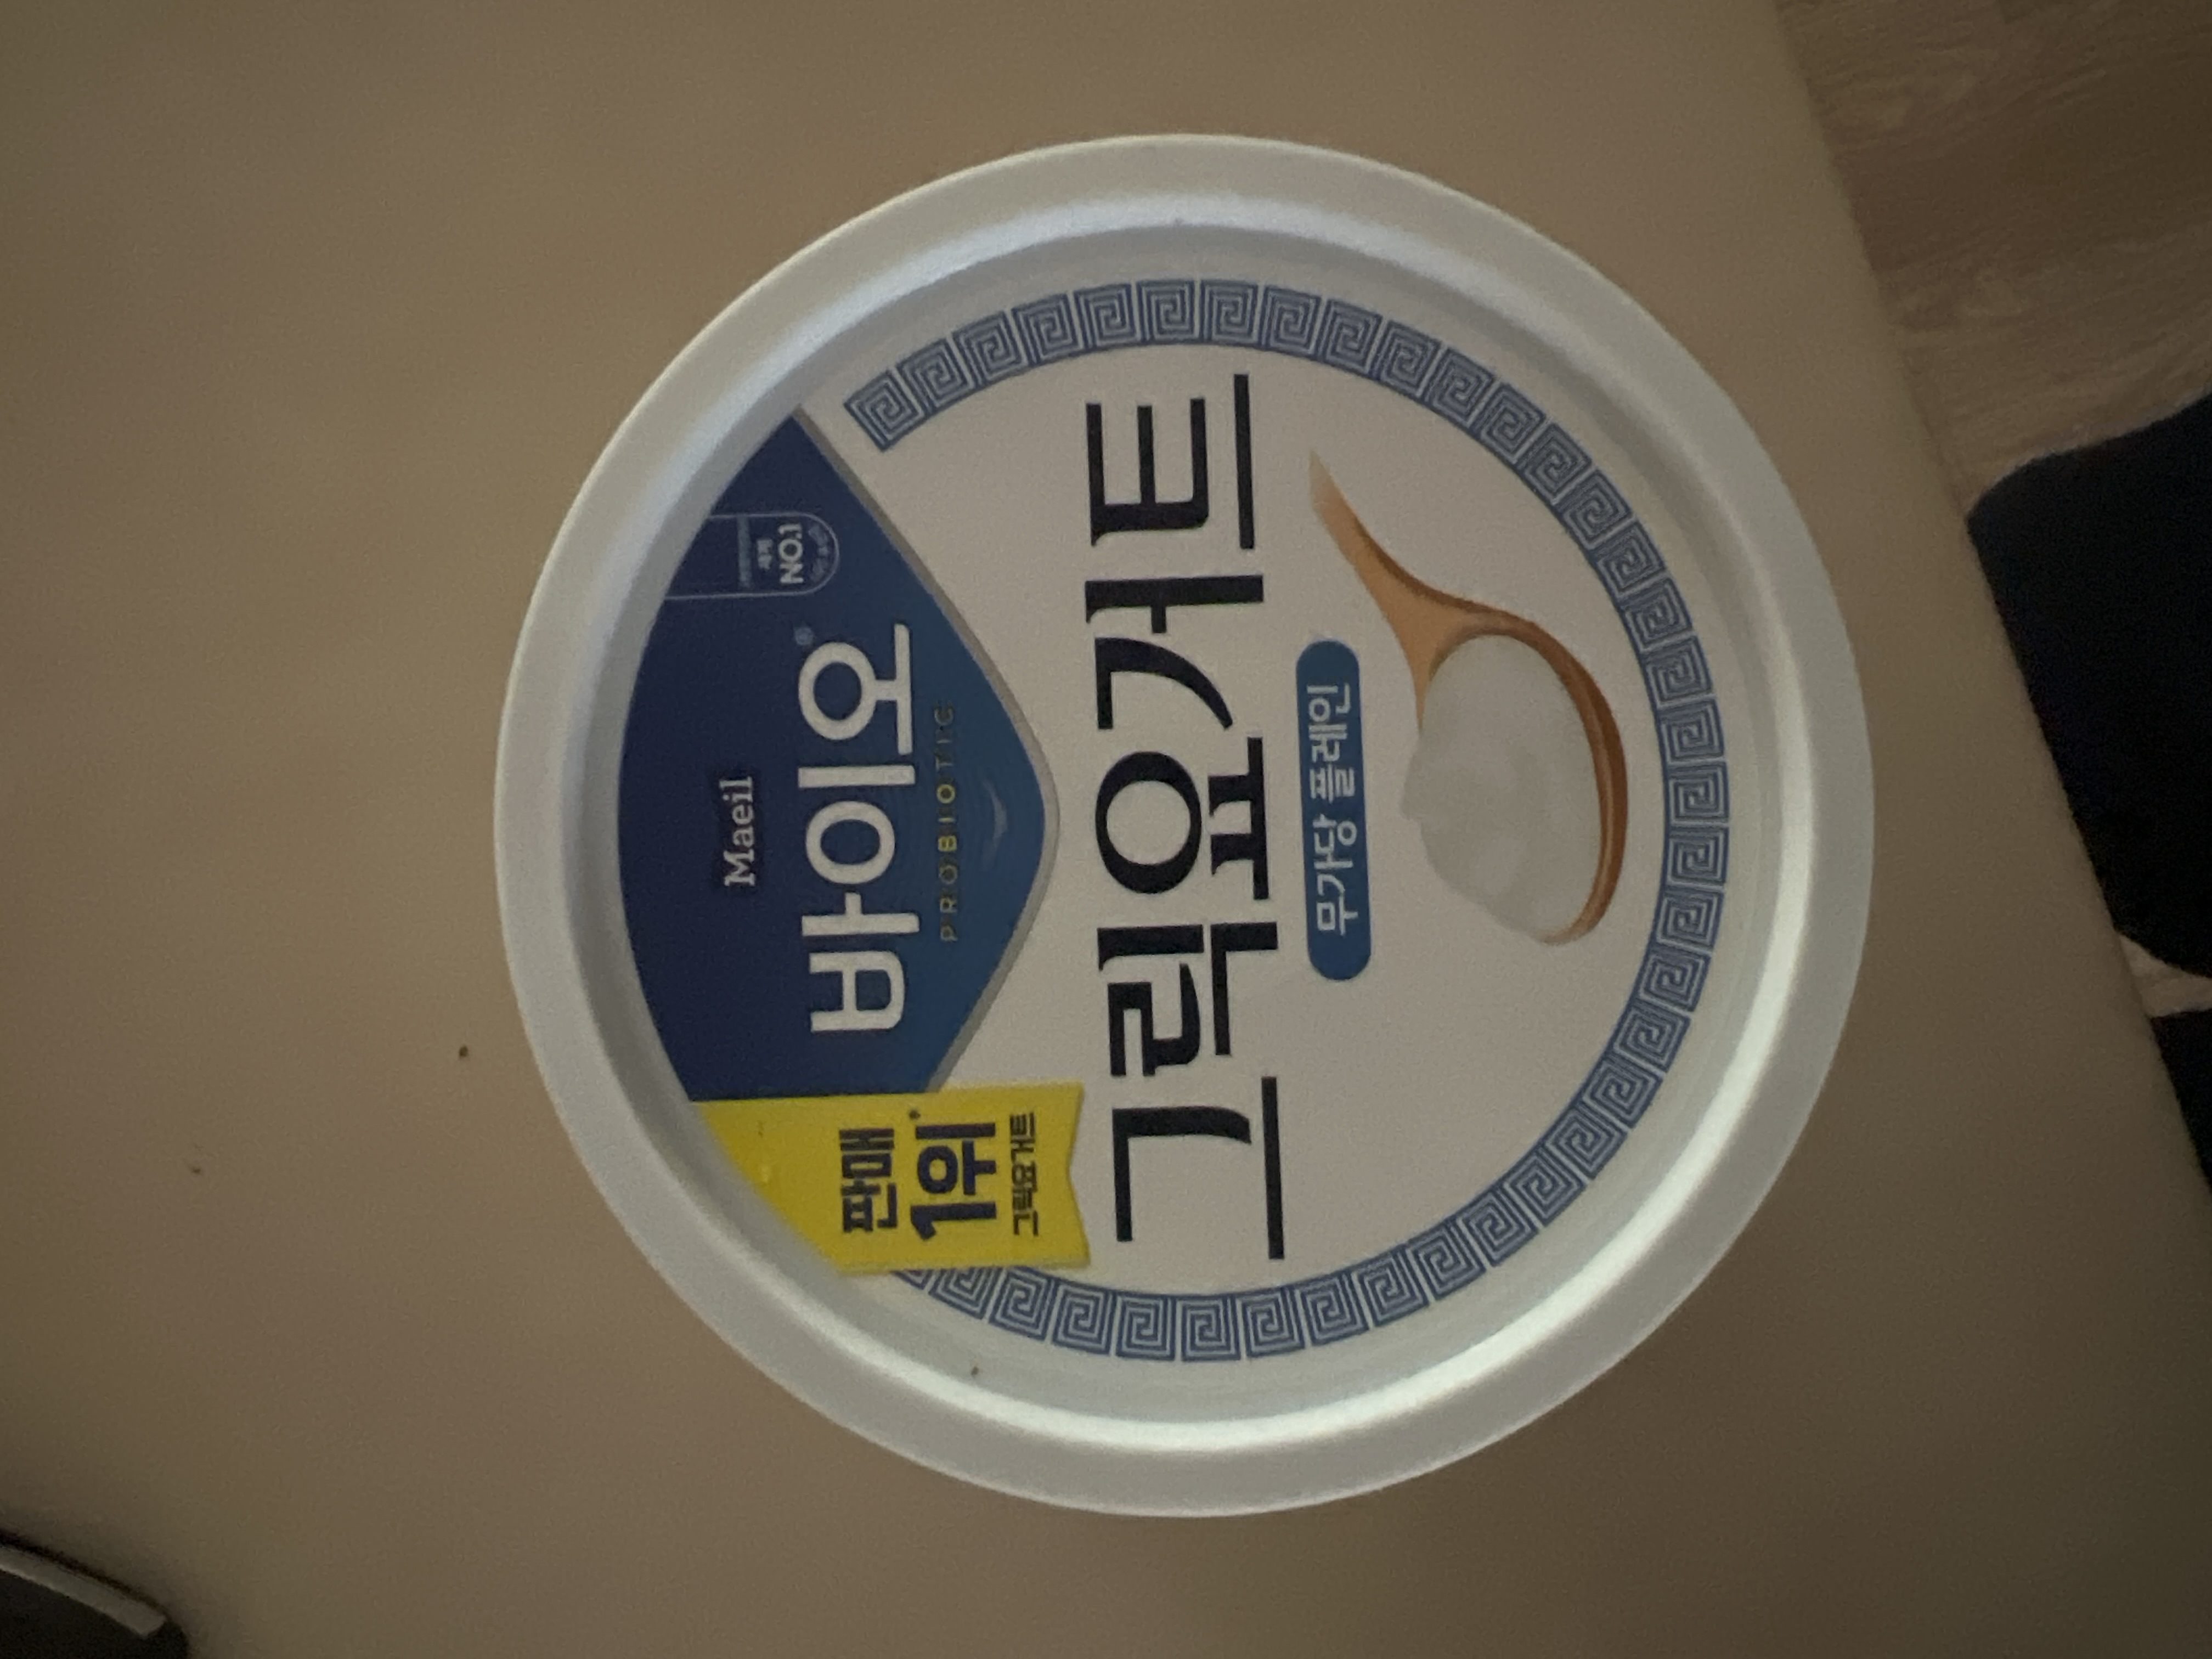 Maeil
바이오®
PROBIOTIC
세계
NO.1
판매
1위*
그릭요거트
그릭요거트
무가당 플레인